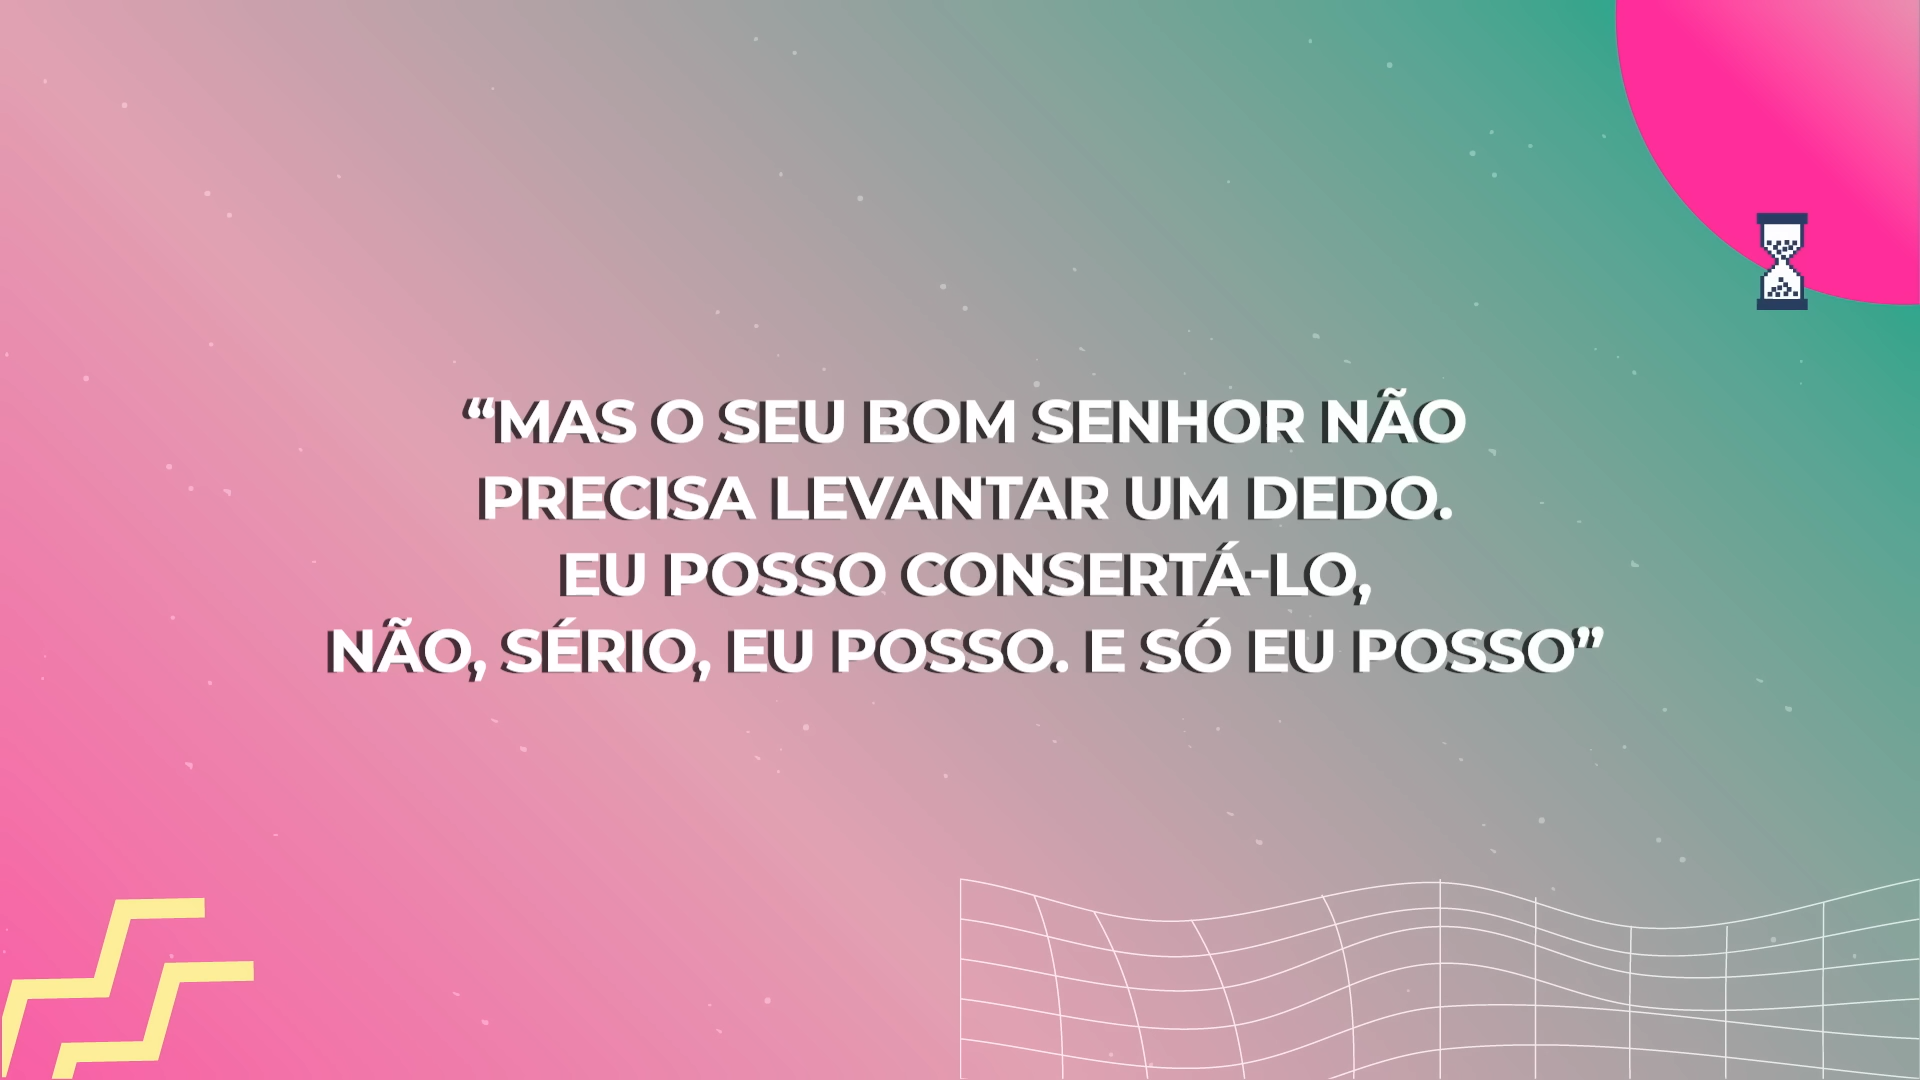 “MAS O SEU BOM SENHOR NÃO
PRECISA LEVANTAR UM DEDO.
EU POSSO CONSERTÁ-LO,
NÃO, SÉRIO, EU POSSO. E SÓ EU POSSO”